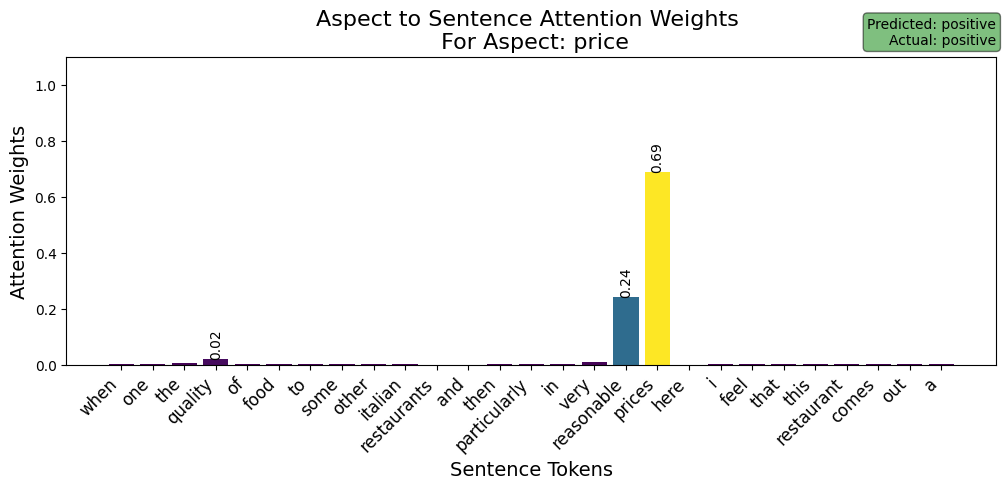 Aspect to Sentence Attention Weights
For Aspect: price
Predicted: positive
Actual: positive
Attention Weights
1.0
0.8
0.6
0.4
0.2
0.0
0.02
0.24
0.69
when
one
the
quality
of
food
to
some
other
italian
restaurants
and
then
particularly
in
very
reasonable
prices
here
i
feel
that
this
restaurant
comes
out
a
Sentence Tokens